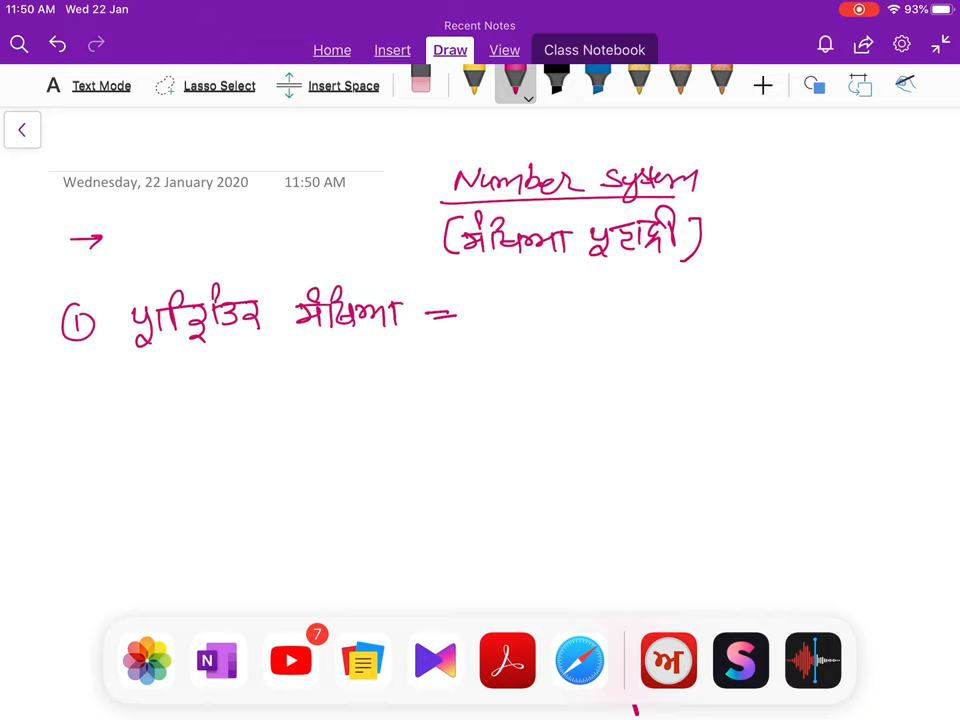 11:50 AM Wed 22 Jan 93%
Recent Notes
Home Insert Draw View Class Notebook
A Text Mode Lasso Select Insert Space
Wednesday, 22 January 2020 11:50 AM
Number System
(ਸੰਖਿਆ ਪ੍ਰਣਾਲੀ)
→
① ਪ੍ਰਾਕ੍ਰਿਤਕ ਸੰਖਿਆ =
7
N ਅ S